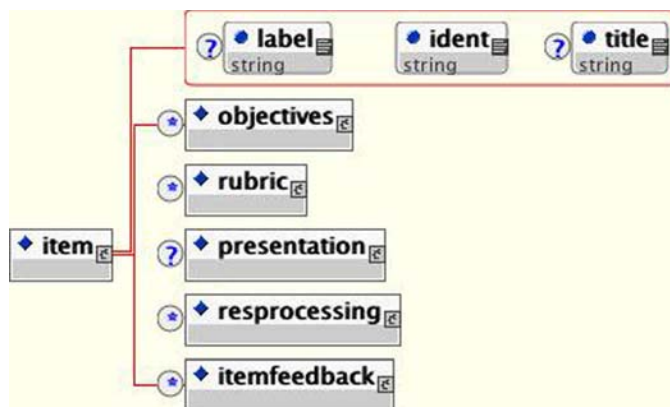 ? label ident ? title
string string string
* objectives
* rubric
item ? presentation
* resprocessing
* itemfeedback